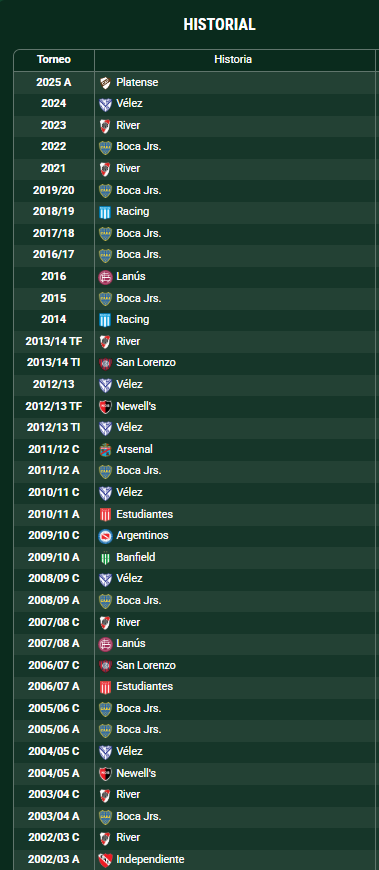 HISTORIAL
Torneo Historia
2025 A Platense
2024 Vélez
2023 River
2022 Boca Jrs.
2021 River
2019/20 Boca Jrs.
2018/19 Racing
2017/18 Boca Jrs.
2016/17 Boca Jrs.
2016 Lanús
2015 Boca Jrs.
2014 Racing
2013/14 TF River
2013/14 TI San Lorenzo
2012/13 Vélez
2012/13 TF Newell's
2012/13 TI Vélez
2011/12 C Arsenal
2011/12 A Boca Jrs.
2010/11 C Vélez
2010/11 A Estudiantes
2009/10 C Argentinos
2009/10 A Banfield
2008/09 C Vélez
2008/09 A Boca Jrs.
2007/08 C River
2007/08 A Lanús
2006/07 C San Lorenzo
2006/07 A Estudiantes
2005/06 C Boca Jrs.
2005/06 A Boca Jrs.
2004/05 C Vélez
2004/05 A Newell's
2003/04 C River
2003/04 A Boca Jrs.
2002/03 C River
2002/03 A Independiente